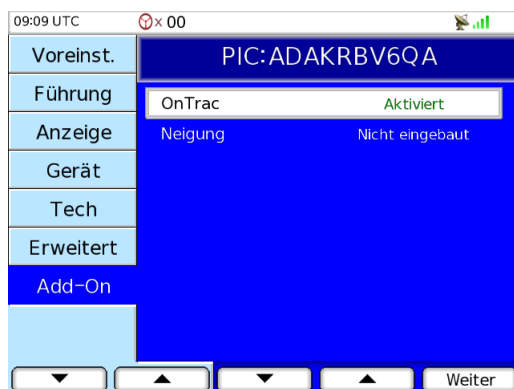 09:09 UTC × 00
PIC:ADAKRBV6QA
Voreinst.
Führung
Anzeige
Gerät
Tech
Erweitert
Add-On
OnTrac Aktiviert
Neigung Nicht eingebaut
Weiter